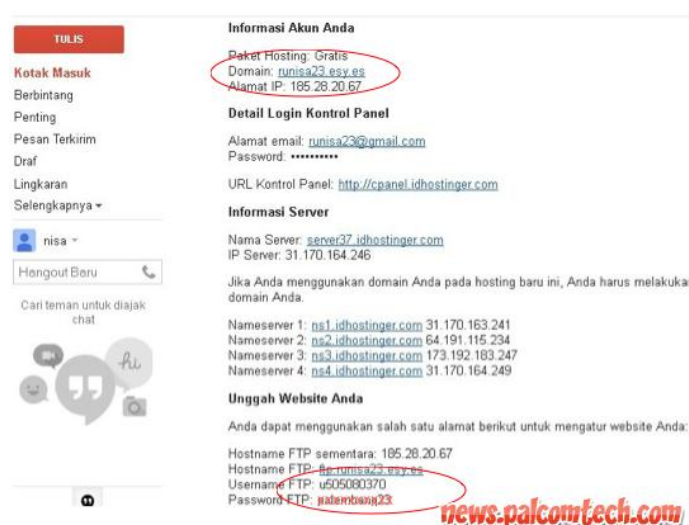 TULIS
Kotak Masuk
Berbintang
Penting
Pesan Terkirim
Draf
Lingkaran
Selengkapnya
nisa
Hangout Baru
Cari teman untuk diajak
chat
hi
Informasi Akun Anda
Paket Hosting: Gratis
Domain: runisa23.esy.es
Alamat IP: 185.28.20.67
Detail Login Kontrol Panel
Alamat email: runisa23@gmail.com
Password: ••••••••••
URL Kontrol Panel: http://cpanel.idhostinger.com
Informasi Server
Nama Server: server37.idhostinger.com
IP Server: 31.170.164.246
Jika Anda menggunakan domain Anda pada hosting baru ini, Anda harus melakukan
domain Anda.
Nameserver 1: ns1.idhostinger.com 31.170.163.241
Nameserver 2: ns2.idhostinger.com 64.191.115.234
Nameserver 3: ns3.idhostinger.com 173.192.183.247
Nameserver 4: ns4.idhostinger.com 31.170.164.249
Unggah Website Anda
Anda dapat menggunakan salah satu alamat berikut untuk mengatur website Anda:
Hostname FTP sementara: 185.28.20.67
Hostname FTP: ftp.runisa23.esy.es
Username FTP: u505080370
Password FTP:
news.palcomtech.com